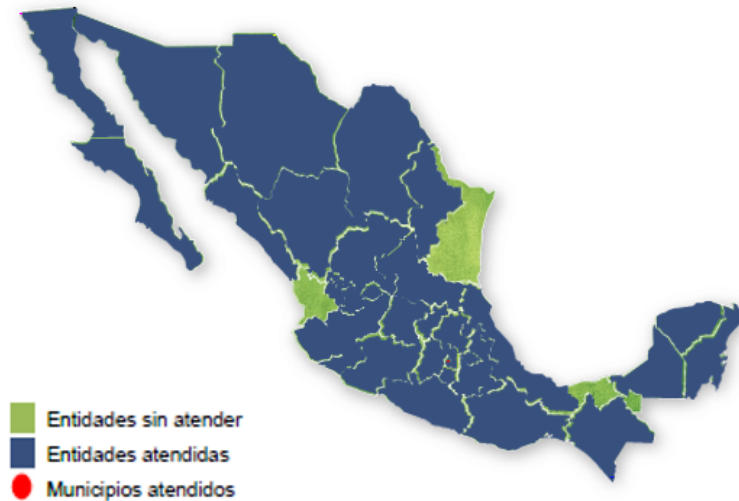 Entidades sin atender
Entidades atendidas
Municipios atendidos